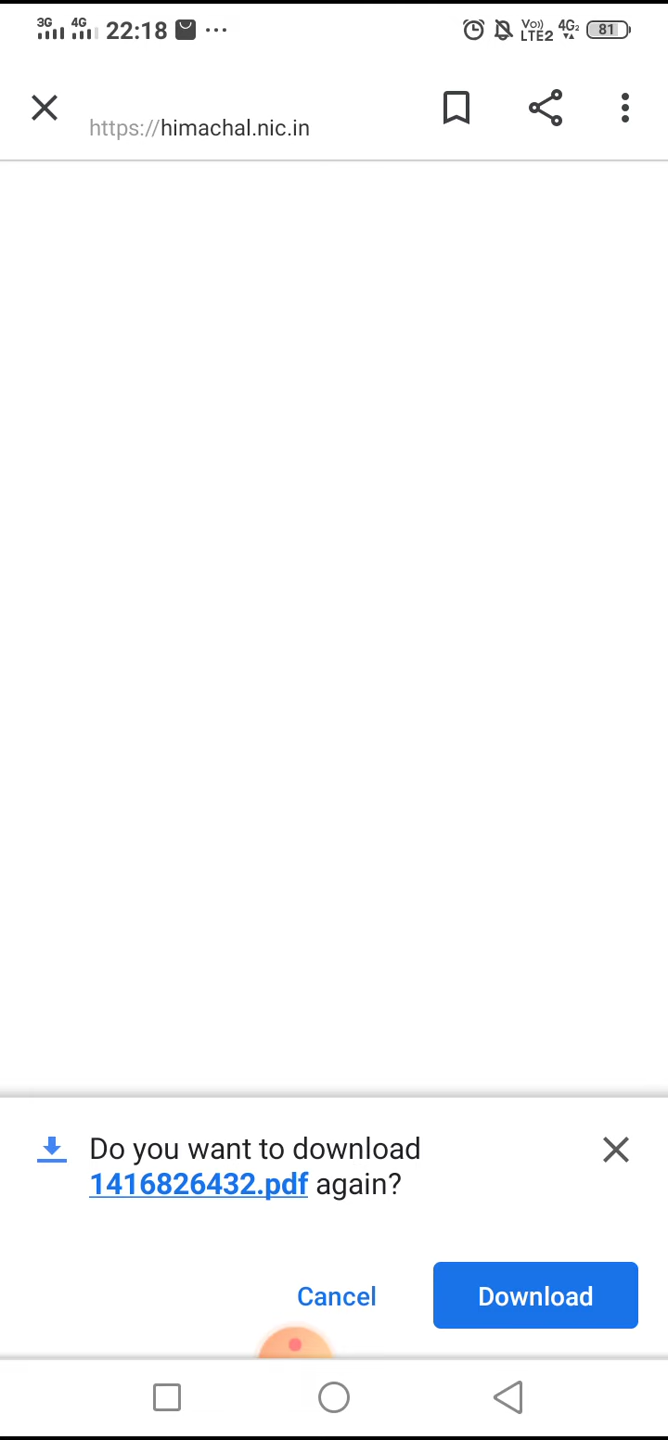 3G 4G 22:18 ... Vo)) LTE2 4G2 81
https://himachal.nic.in
Do you want to download
1416826432.pdf again?
Cancel Download